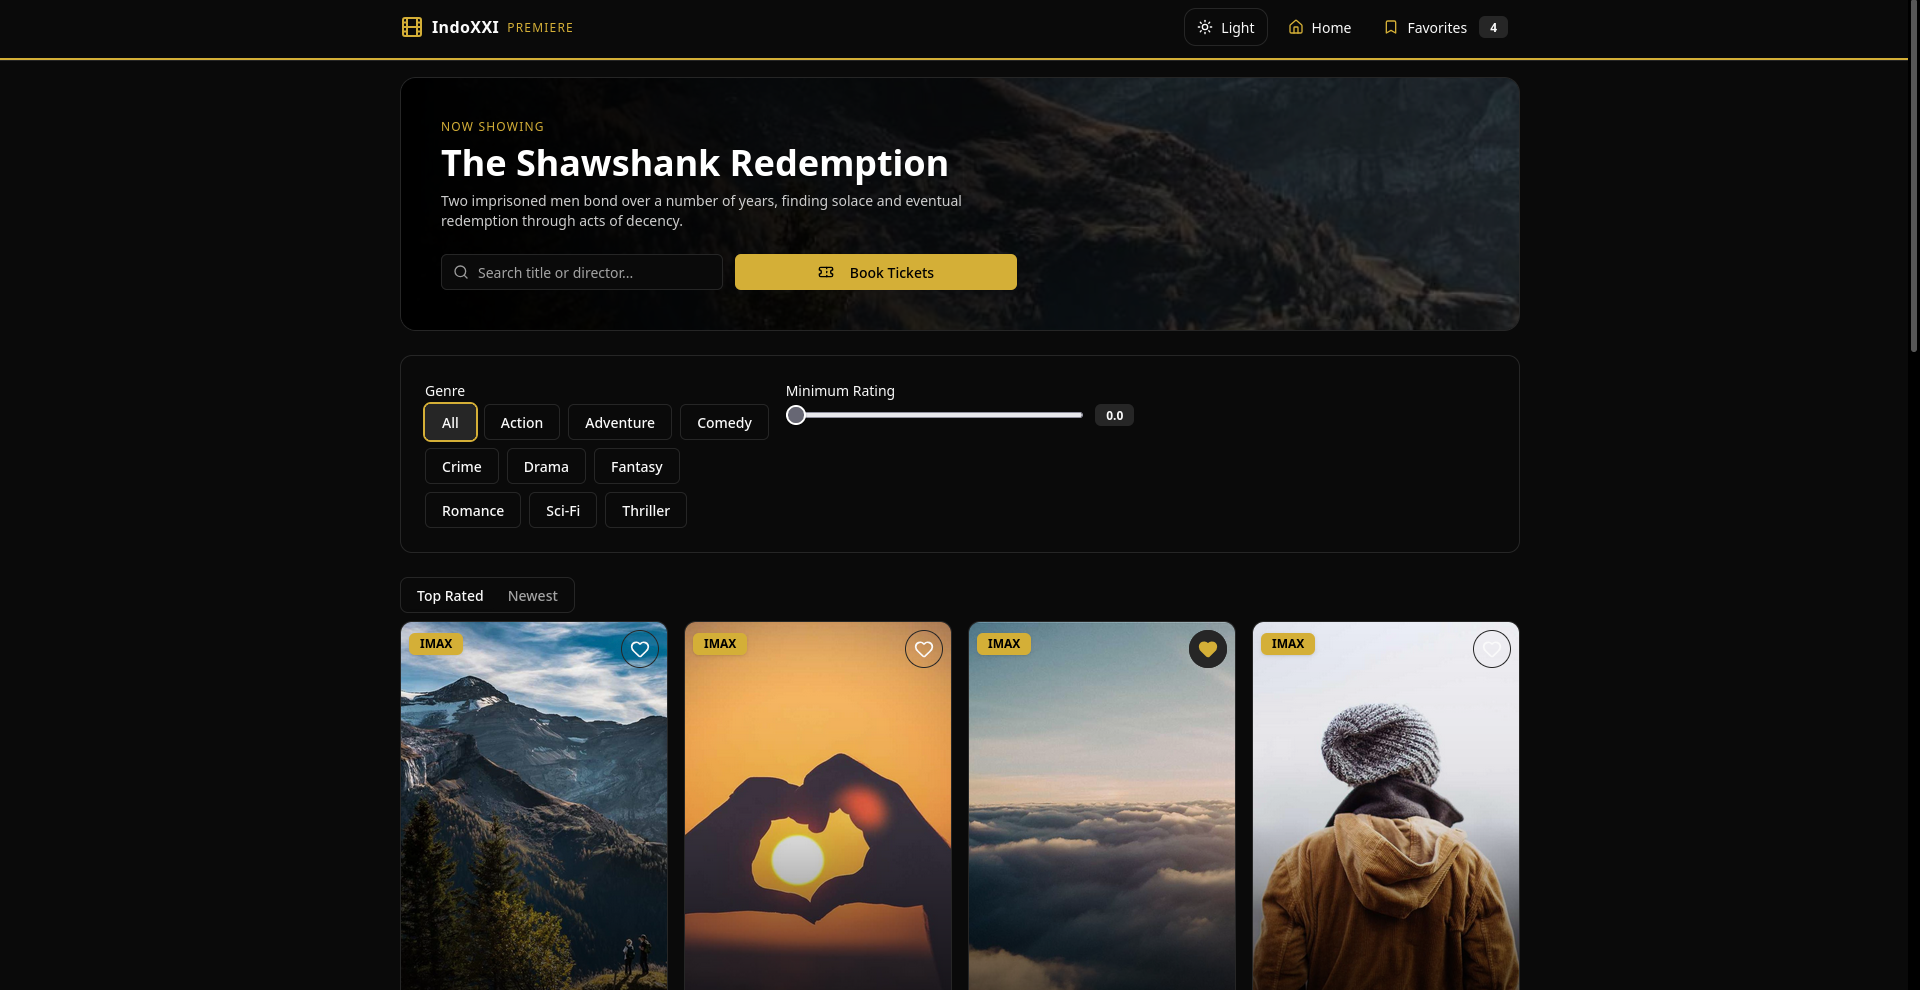 IndoXXI PREMIERE
Light
Home
Favorites 4
NOW SHOWING
The Shawshank Redemption
Two imprisoned men bond over a number of years, finding solace and eventual
redemption through acts of decency.
Search title or director...
Book Tickets
Genre
All Action Adventure Comedy
Crime Drama Fantasy
Romance Sci-Fi Thriller
Minimum Rating
0.0
Top Rated Newest
IMAX
IMAX
IMAX
IMAX